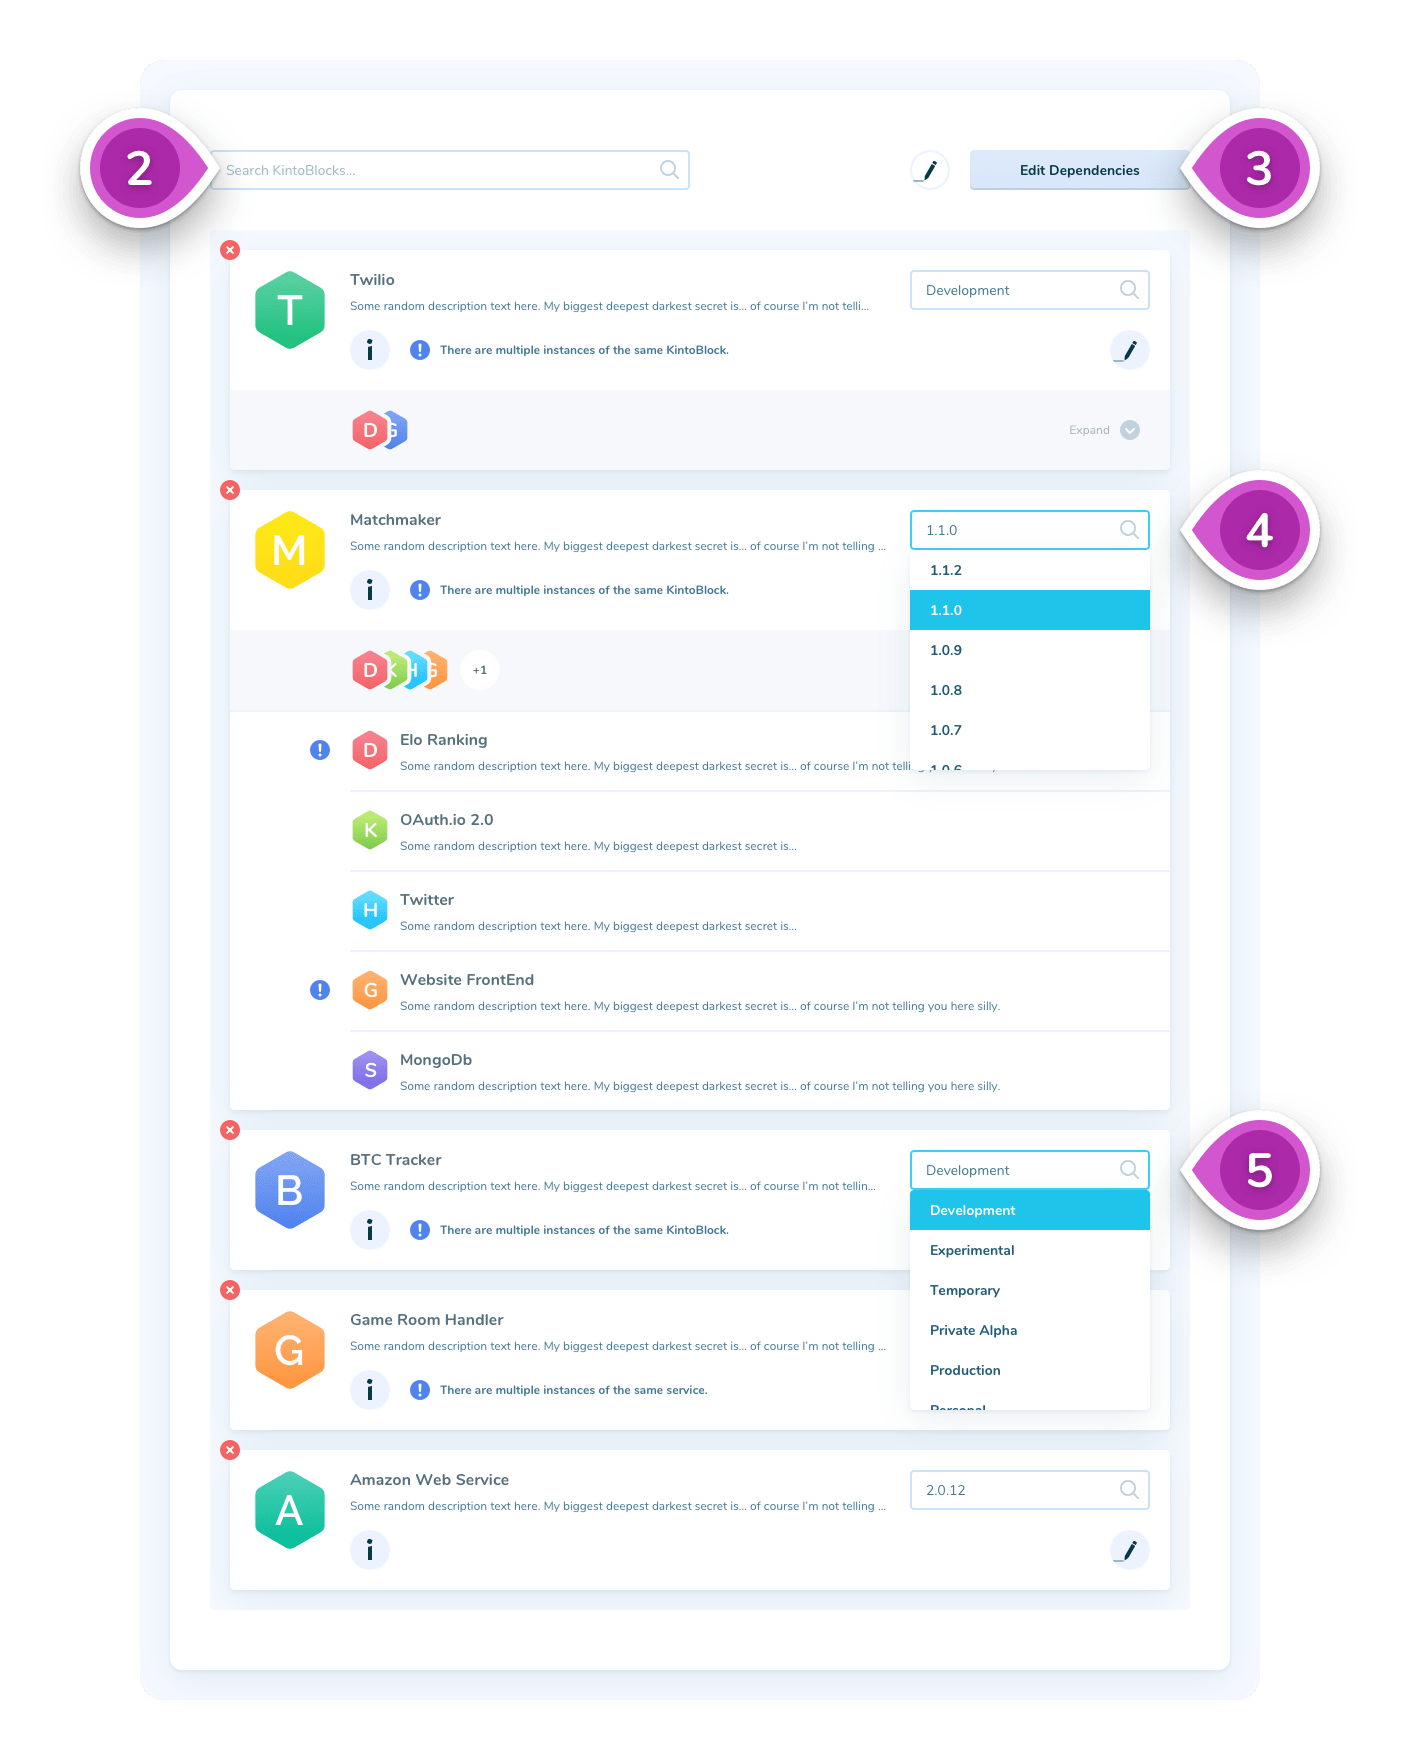 2
Search KintoBlocks...
Edit Dependencies
3
T
Twilio
Some random description text here. My biggest deepest darkest secret is... of course I'm not telli...
Development
i
! There are multiple instances of the same KintoBlock.
D G
Expand
4
M
Matchmaker
Some random description text here. My biggest deepest darkest secret is... of course I'm not telling ...
i
! There are multiple instances of the same KintoBlock.
1.1.0
1.1.2
1.1.0
1.0.9
1.0.8
1.0.7
1.0.6
D K H G +1
! D Elo Ranking
Some random description text here. My biggest deepest darkest secret is... of course I'm not telli
K OAuth.io 2.0
Some random description text here. My biggest deepest darkest secret is...
H Twitter
Some random description text here. My biggest deepest darkest secret is...
! G Website FrontEnd
Some random description text here. My biggest deepest darkest secret is... of course I'm not telling you here silly.
S MongoDb
Some random description text here. My biggest deepest darkest secret is... of course I'm not telling you here silly.
5
B
BTC Tracker
Some random description text here. My biggest deepest darkest secret is... of course I'm not tellin...
i
! There are multiple instances of the same KintoBlock.
Development
Development
Experimental
Temporary
Private Alpha
Production
Personal
G
Game Room Handler
Some random description text here. My biggest deepest darkest secret is... of course I'm not telling ...
i
! There are multiple instances of the same service.
A
Amazon Web Service
Some random description text here. My biggest deepest darkest secret is... of course I'm not telling ...
2.0.12
i